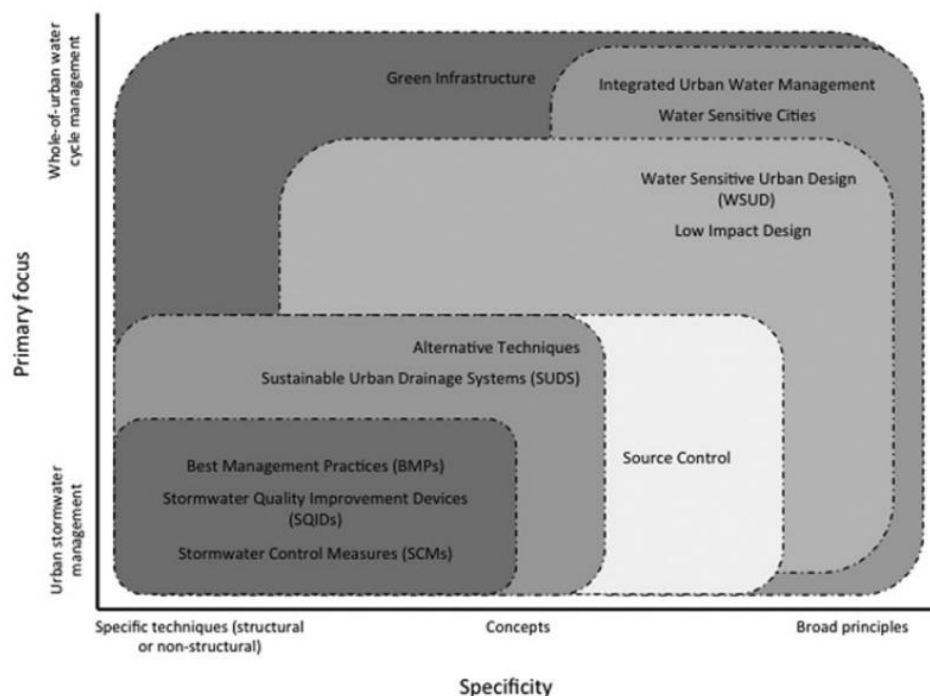 Whole-of-urban water
cycle management
Primary focus
Urban stormwater
management
Green Infrastructure
Integrated Urban Water Management
Water Sensitive Cities
Water Sensitive Urban Design
(WSUD)
Low Impact Design
Alternative Techniques
Sustainable Urban Drainage Systems (SUDS)
Source Control
Best Management Practices (BMPs)
Stormwater Quality Improvement Devices
(SQIDs)
Stormwater Control Measures (SCMs)
Specific techniques (structural
or non-structural)
Concepts
Broad principles
Specificity